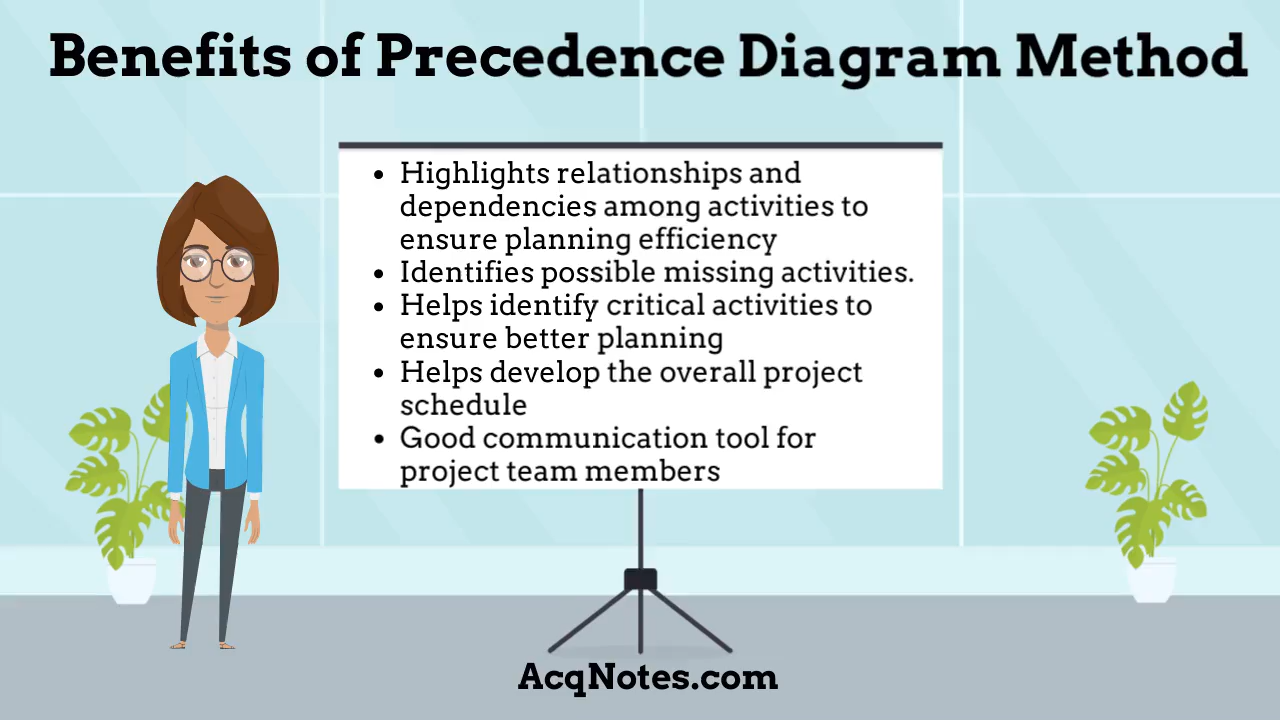 Benefits of Precedence Diagram Method
• Highlights relationships and
dependencies among activities to
ensure planning efficiency
• Identifies possible missing activities.
• Helps identify critical activities to
ensure better planning
• Helps develop the overall project
schedule
• Good communication tool for
project team members
AcqNotes.com